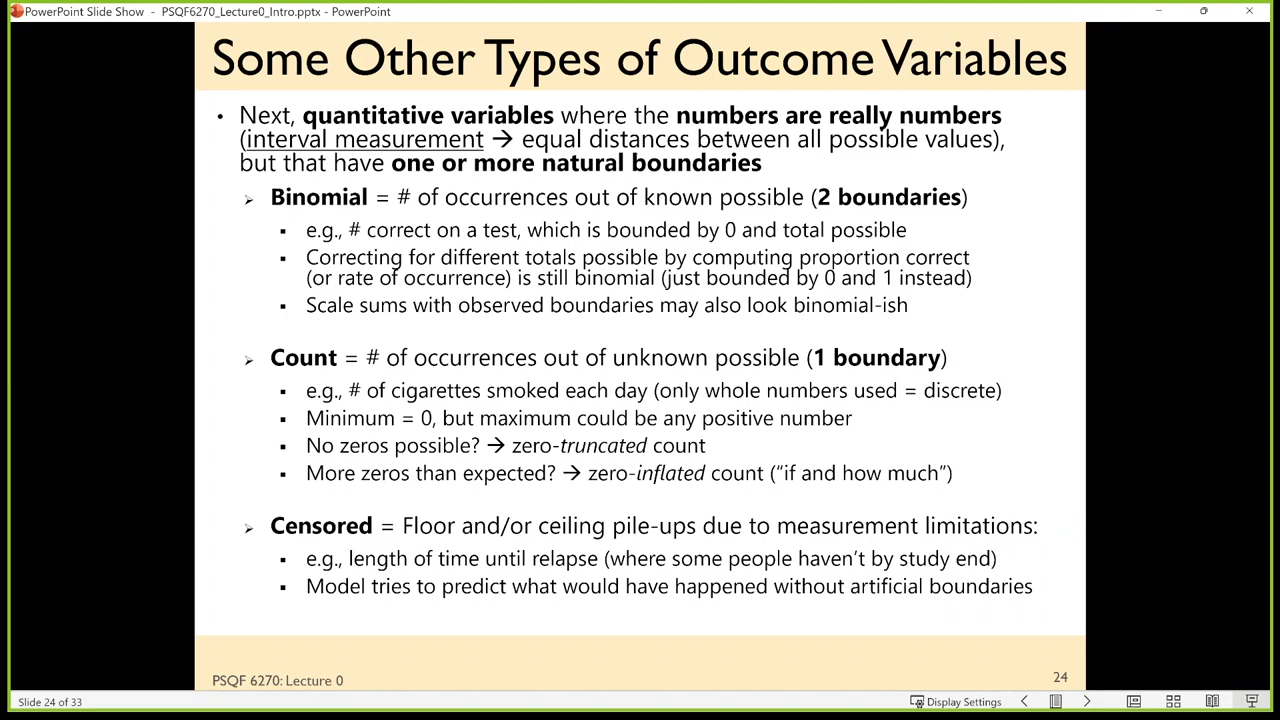 PowerPoint Slide Show - PSQF6270_Lecture0_Intro.pptx - PowerPoint
Some Other Types of Outcome Variables
• Next, quantitative variables where the numbers are really numbers
(interval measurement → equal distances between all possible values),
but that have one or more natural boundaries
➢ Binomial = # of occurrences out of known possible (2 boundaries)
▪ e.g., # correct on a test, which is bounded by 0 and total possible
▪ Correcting for different totals possible by computing proportion correct
(or rate of occurrence) is still binomial (just bounded by 0 and 1 instead)
▪ Scale sums with observed boundaries may also look binomial-ish
➢ Count = # of occurrences out of unknown possible (1 boundary)
▪ e.g., # of cigarettes smoked each day (only whole numbers used = discrete)
▪ Minimum = 0, but maximum could be any positive number
▪ No zeros possible? → zero-truncated count
▪ More zeros than expected? → zero-inflated count (“if and how much”)
➢ Censored = Floor and/or ceiling pile-ups due to measurement limitations:
▪ e.g., length of time until relapse (where some people haven’t by study end)
▪ Model tries to predict what would have happened without artificial boundaries
PSQF 6270: Lecture 0
24
Slide 24 of 33
Display Settings